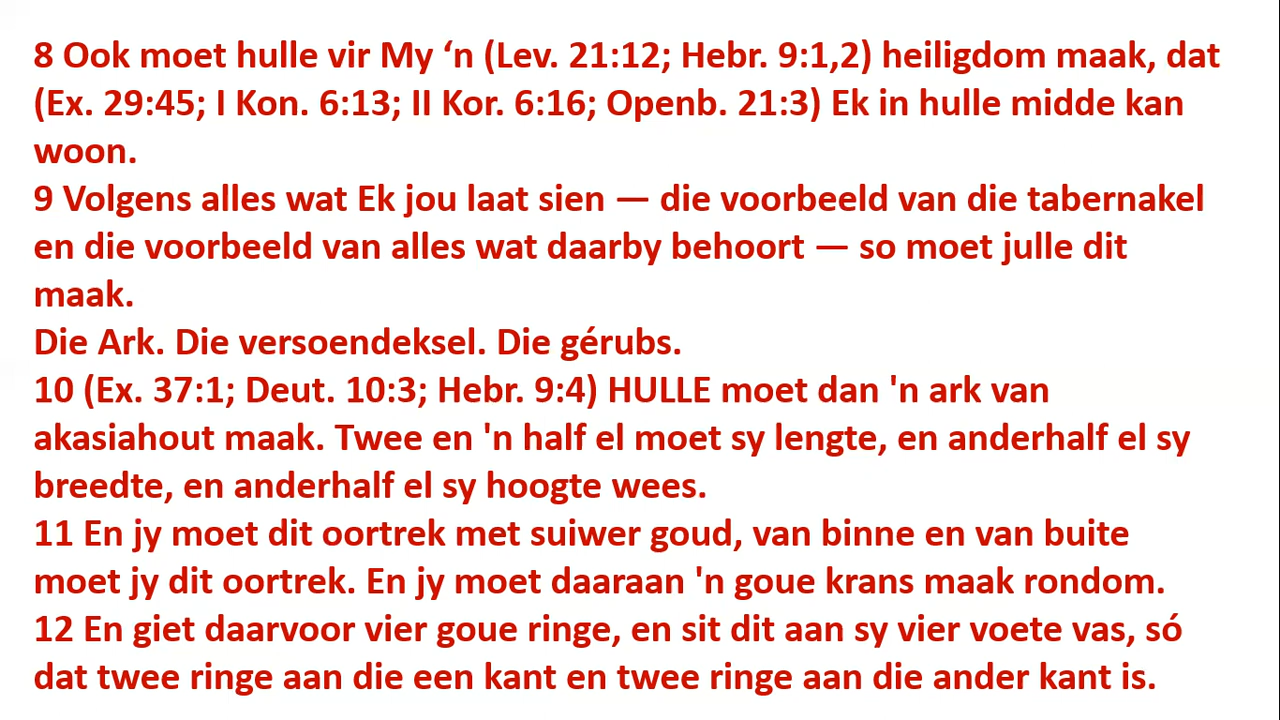 8 Ook moet hulle vir My ‘n (Lev. 21:12; Hebr. 9:1,2) heiligdom maak, dat
(Ex. 29:45; I Kon. 6:13; II Kor. 6:16; Openb. 21:3) Ek in hulle midde kan
woon.
9 Volgens alles wat Ek jou laat sien — die voorbeeld van die tabernakel
en die voorbeeld van alles wat daarby behoort — so moet julle dit
maak.
Die Ark. Die versoendeksel. Die gérubs.
10 (Ex. 37:1; Deut. 10:3; Hebr. 9:4) HULLE moet dan 'n ark van
akasiahout maak. Twee en 'n half el moet sy lengte, en anderhalf el sy
breedte, en anderhalf el sy hoogte wees.
11 En jy moet dit oortrek met suiwer goud, van binne en van buite
moet jy dit oortrek. En jy moet daaraan 'n goue krans maak rondom.
12 En giet daarvoor vier goue ringe, en sit dit aan sy vier voete vas, só
dat twee ringe aan die een kant en twee ringe aan die ander kant is.